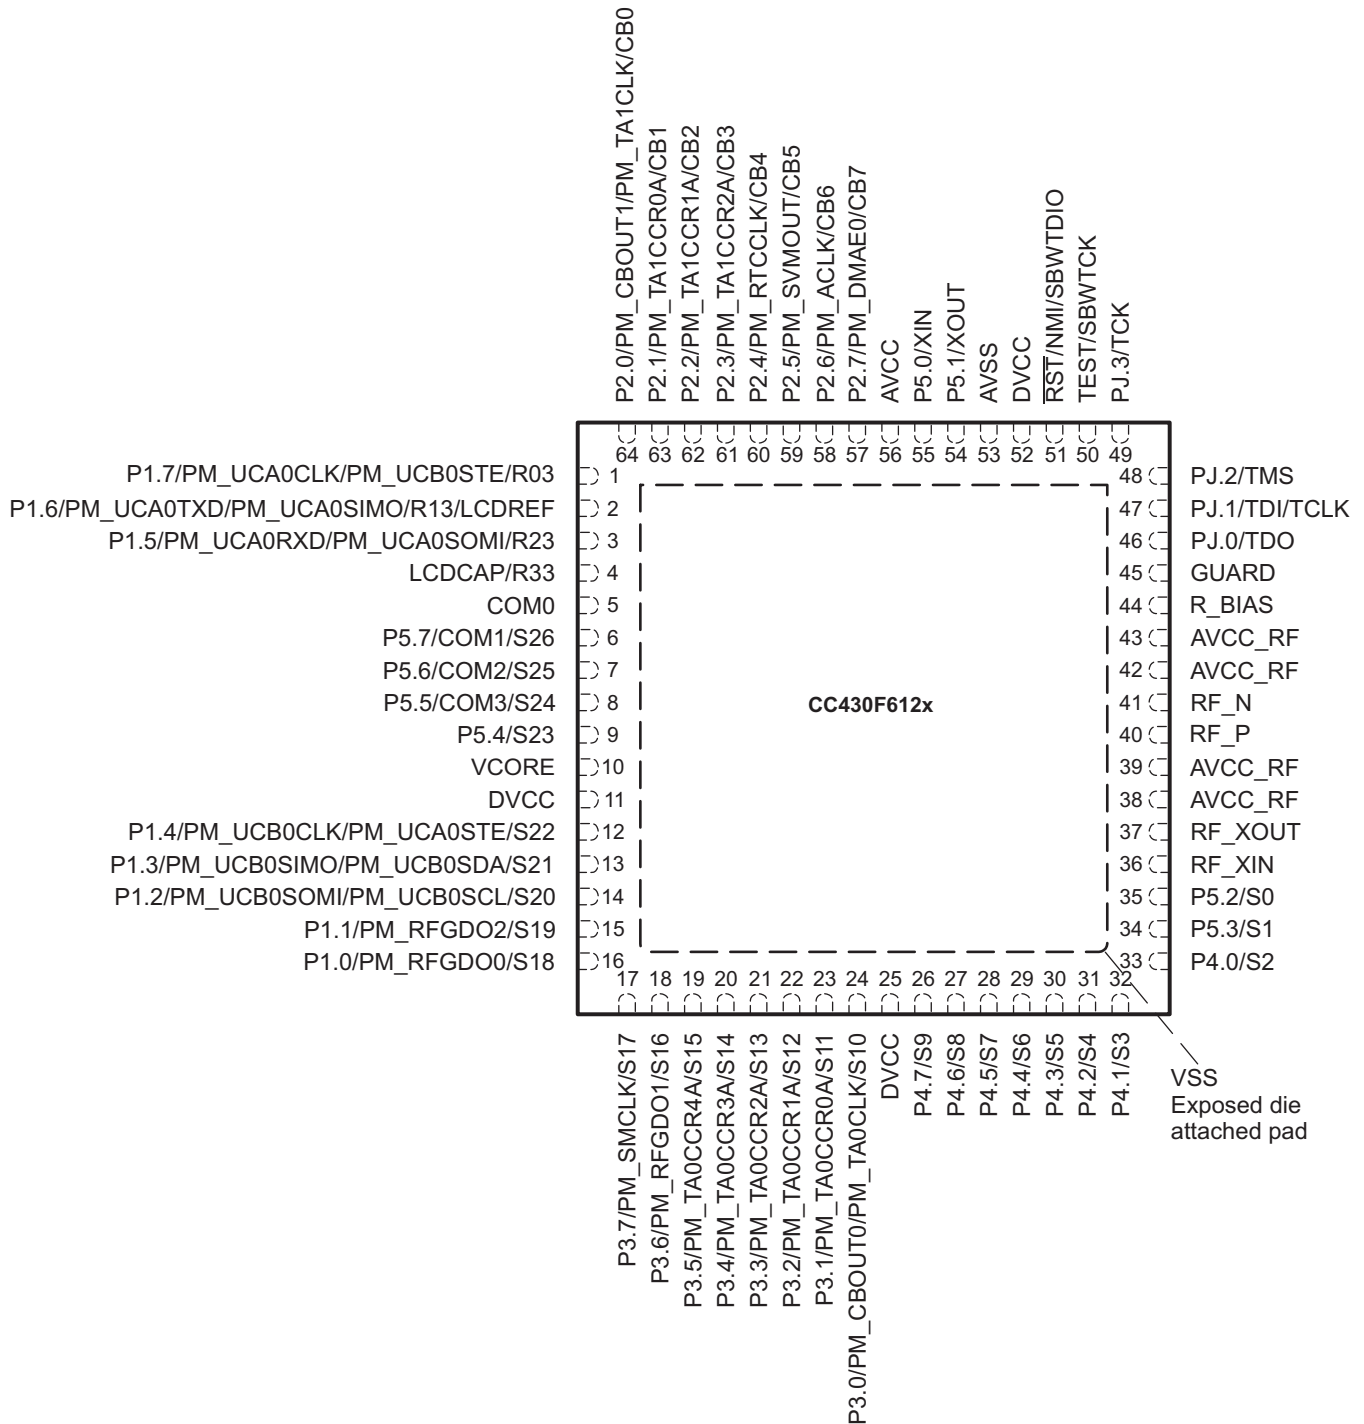 P2.0/PM_CBOUT1/PM_TA1CLK/CB0
P2.1/PM_TA1CCR0A/CB1
P2.2/PM_TA1CCR1A/CB2
P2.3/PM_TA1CCR2A/CB3
P2.4/PM_RTCCLK/CB4
P2.5/PM_SVMOUT/CB5
P2.6/PM_ACLK/CB6
P2.7/PM_DMAE0/CB7
AVCC
P5.0/XIN
P5.1/XOUT
AVSS
DVCC
RST/NMI/SBWTDIO
TEST/SBWTCK
PJ.3/TCK
64 63 62 61 60 59 58 57 56 55 54 53 52 51 50 49
P1.7/PM_UCA0CLK/PM_UCB0STE/R03 1
P1.6/PM_UCA0TXD/PM_UCA0SIMO/R13/LCDREF 2
P1.5/PM_UCA0RXD/PM_UCA0SOMI/R23 3
LCDCAP/R33 4
COM0 5
P5.7/COM1/S26 6
P5.6/COM2/S25 7
P5.5/COM3/S24 8
P5.4/S23 9
VCORE 10
DVCC 11
P1.4/PM_UCB0CLK/PM_UCA0STE/S22 12
P1.3/PM_UCB0SIMO/PM_UCB0SDA/S21 13
P1.2/PM_UCB0SOMI/PM_UCB0SCL/S20 14
P1.1/PM_RFGDO2/S19 15
P1.0/PM_RFGDO0/S18 16
CC430F612x
48 PJ.2/TMS
47 PJ.1/TDI/TCLK
46 PJ.0/TDO
45 GUARD
44 R_BIAS
43 AVCC_RF
42 AVCC_RF
41 RF_N
40 RF_P
39 AVCC_RF
38 AVCC_RF
37 RF_XOUT
36 RF_XIN
35 P5.2/S0
34 P5.3/S1
33 P4.0/S2
17 18 19 20 21 22 23 24 25 26 27 28 29 30 31 32
P3.7/PM_SMCLK/S17
P3.6/PM_RFGDO1/S16
P3.5/PM_TA0CCR4A/S15
P3.4/PM_TA0CCR3A/S14
P3.3/PM_TA0CCR2A/S13
P3.2/PM_TA0CCR1A/S12
P3.1/PM_TA0CCR0A/S11
P3.0/PM_CBOUT0/PM_TA0CLK/S10
DVCC
P4.7/S9
P4.6/S8
P4.5/S7
P4.4/S6
P4.3/S5
P4.2/S4
P4.1/S3
VSS
Exposed die
attached pad